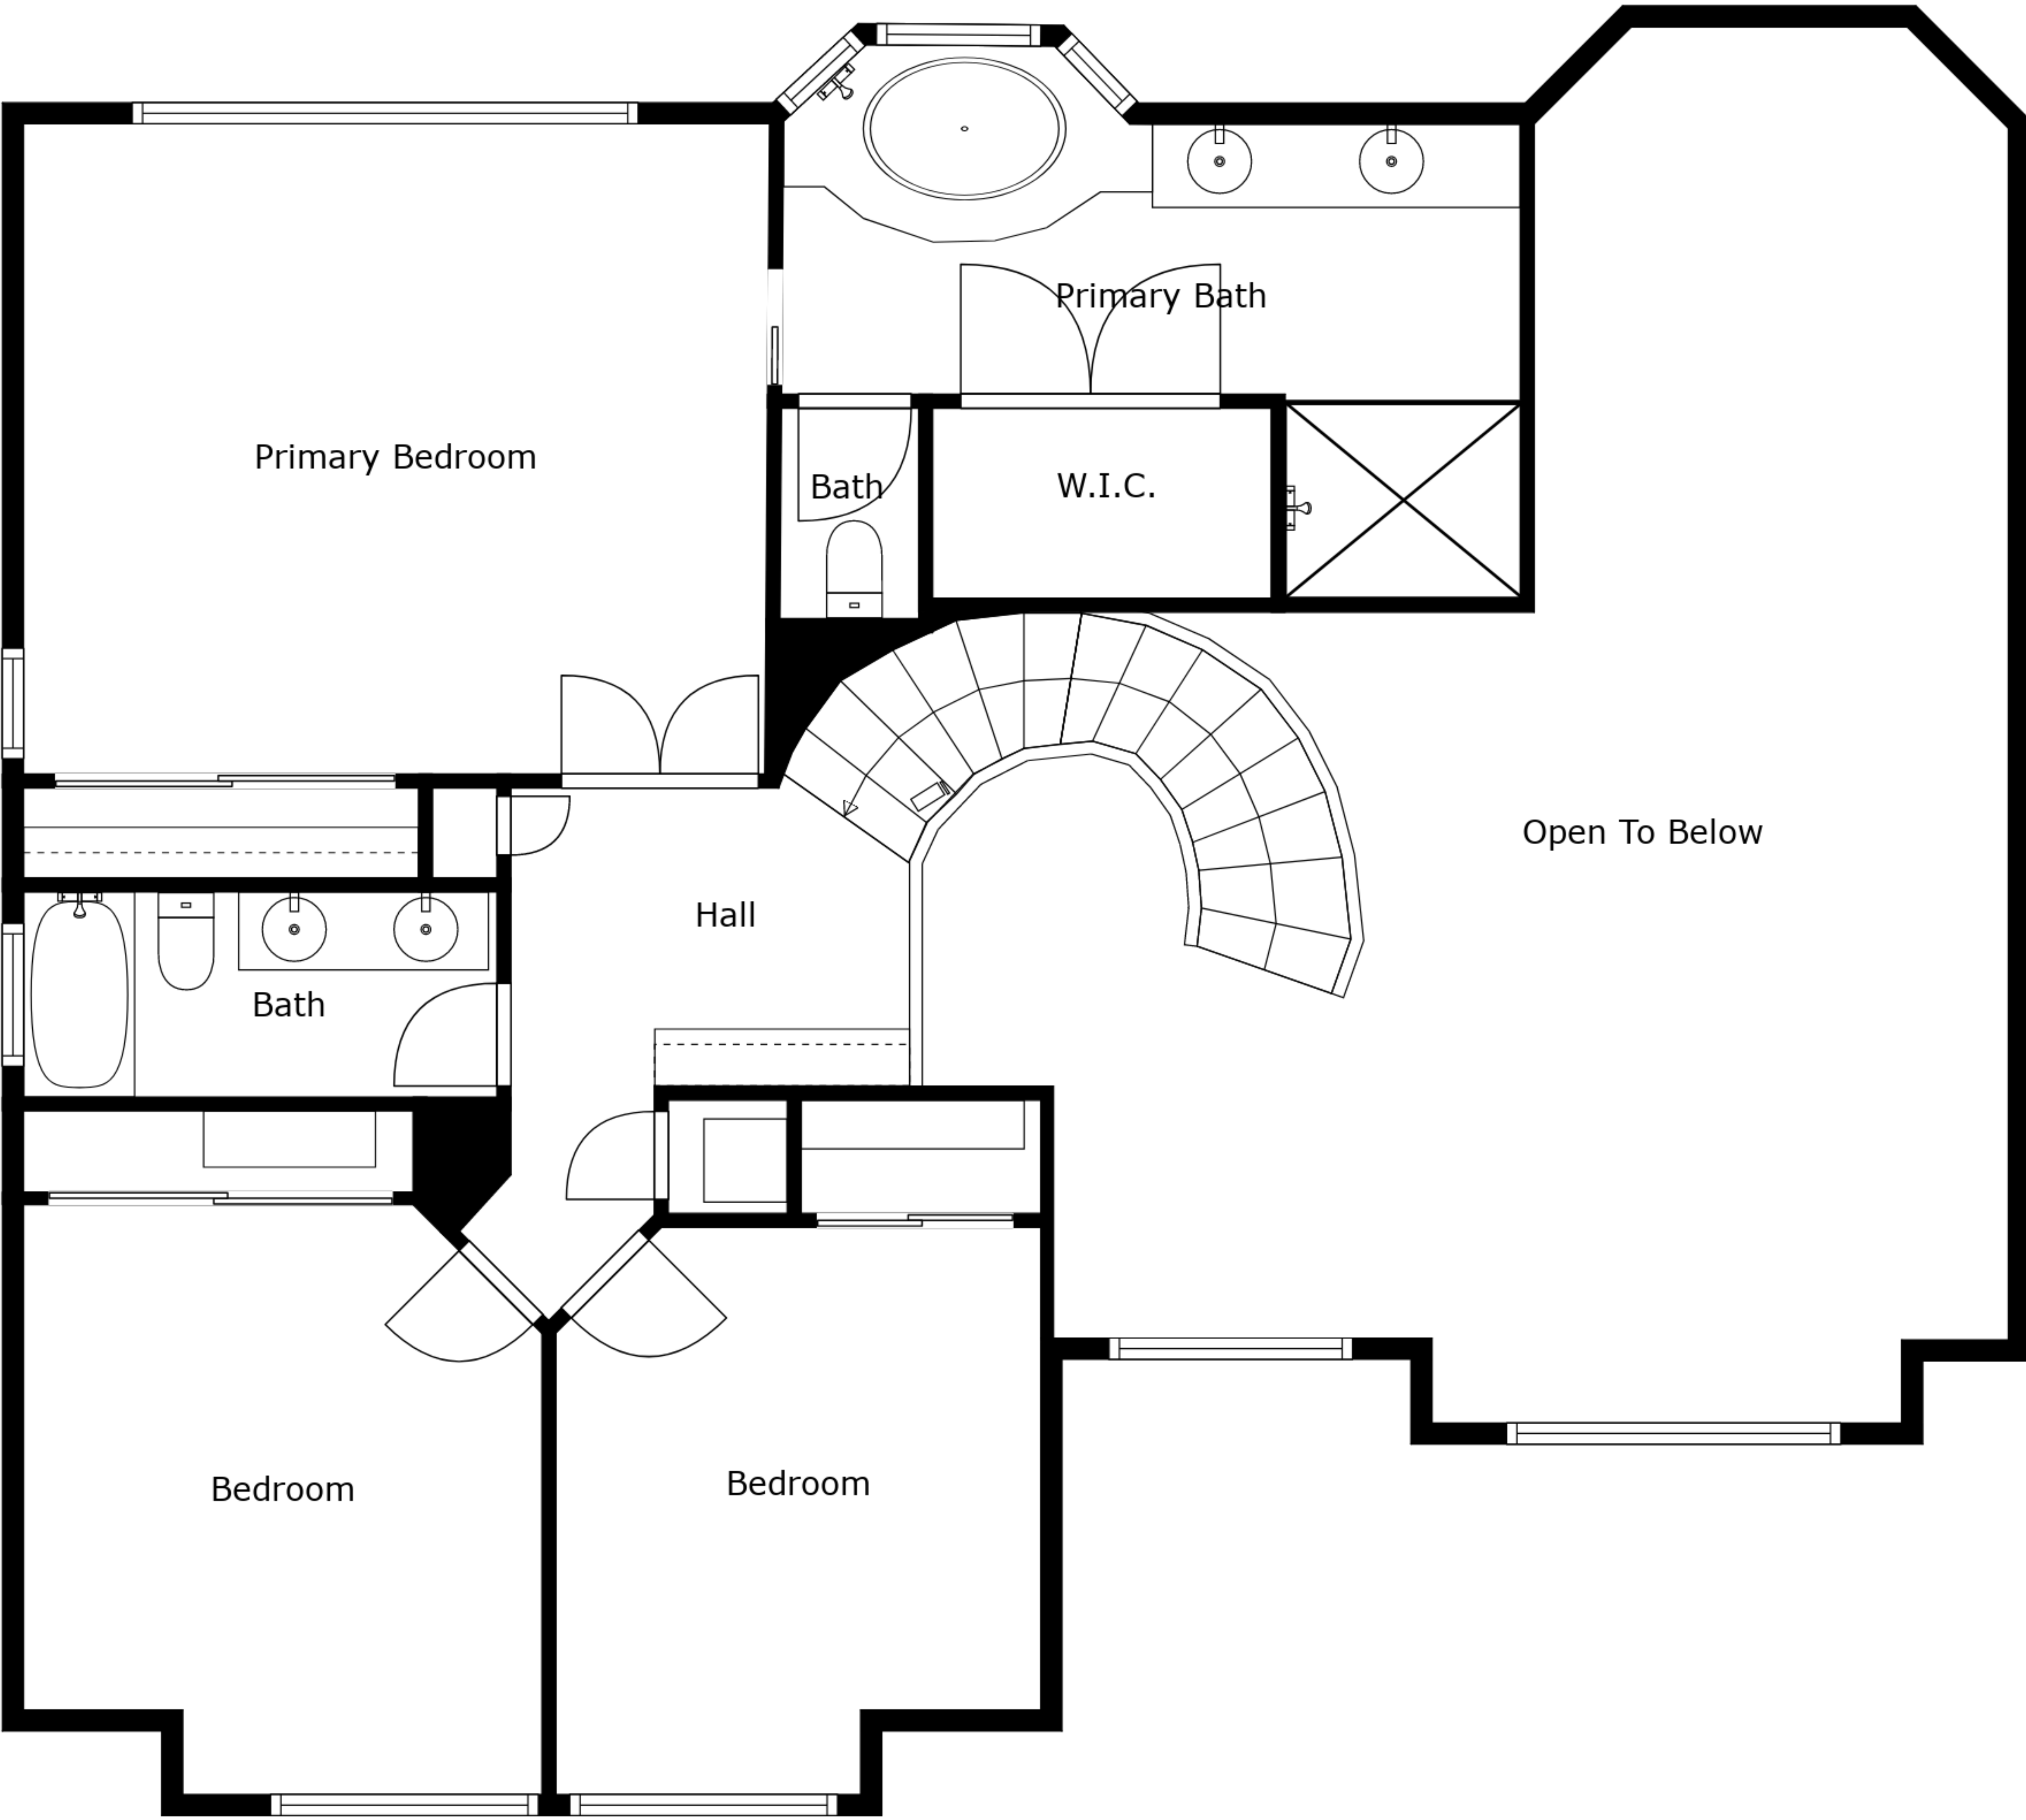 Primary Bath
Primary Bedroom
Bath
W.I.C.
Open To Below
Hall
Bath
Bedroom
Bedroom